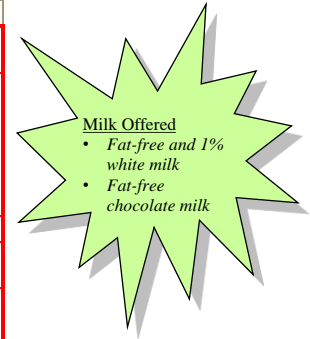 Milk Offered
• Fat-free and 1%
white milk
• Fat-free
chocolate milk